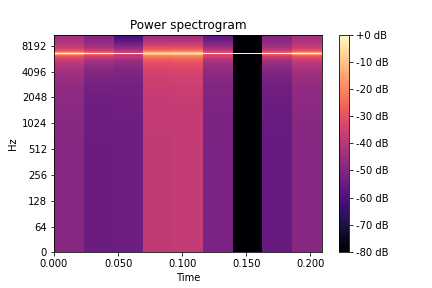 Power spectrogram
Hz
8192
4096
2048
1024
512
256
128
64
0
0.000 0.050 0.100 0.150 0.200
Time
+0 dB
-10 dB
-20 dB
-30 dB
-40 dB
-50 dB
-60 dB
-70 dB
-80 dB